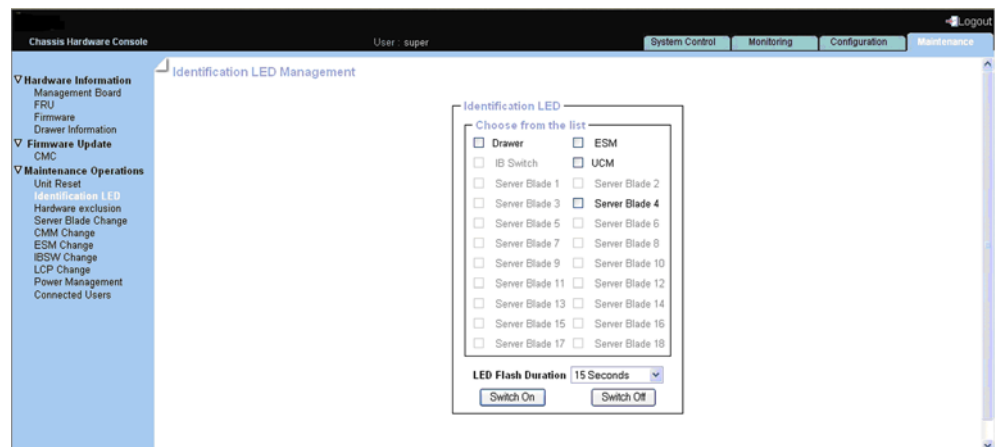 Logout
Chassis Hardware Console
User : super
System Control
Monitoring
Configuration
Maintenance
Hardware Information
Management Board
FRU
Firmware
Drawer Information
Firmware Update
CMC
Maintenance Operations
Unit Reset
Identification LED
Hardware exclusion
Server Blade Change
CMM Change
ESM Change
IBSW Change
LCP Change
Power Management
Connected Users
Identification LED Management
Identification LED
Choose from the list
Drawer ESM
IB Switch UCM
Server Blade 1 Server Blade 2
Server Blade 3 Server Blade 4
Server Blade 5 Server Blade 6
Server Blade 7 Server Blade 8
Server Blade 9 Server Blade 10
Server Blade 11 Server Blade 12
Server Blade 13 Server Blade 14
Server Blade 15 Server Blade 16
Server Blade 17 Server Blade 18
LED Flash Duration 15 Seconds
Switch On Switch Off